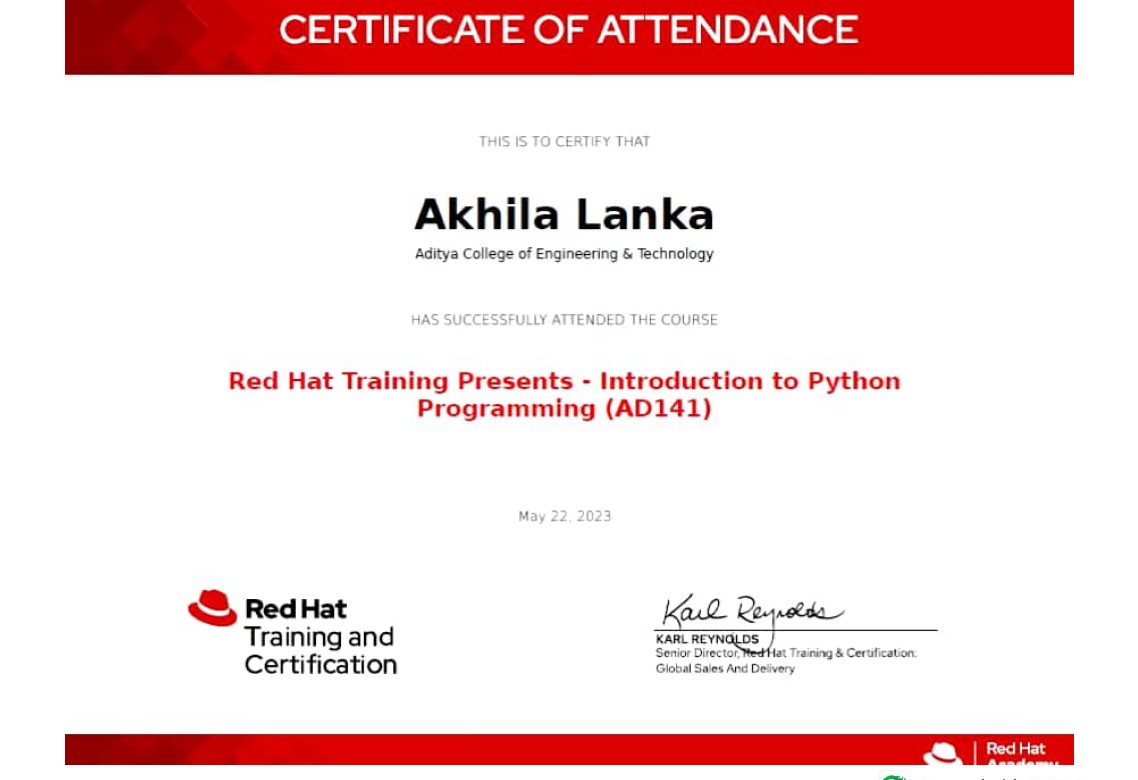 CERTIFICATE OF ATTENDANCE
THIS IS TO CERTIFY THAT
Akhila Lanka
Aditya College of Engineering & Technology
HAS SUCCESSFULLY ATTENDED THE COURSE
Red Hat Training Presents - Introduction to Python
Programming (AD141)
May 22, 2023
Red Hat
Training and
Certification
Karl Reynolds
KARL REYNOLDS
Senior Director, Red Hat Training & Certification:
Global Sales And Delivery
Red Hat
Academy